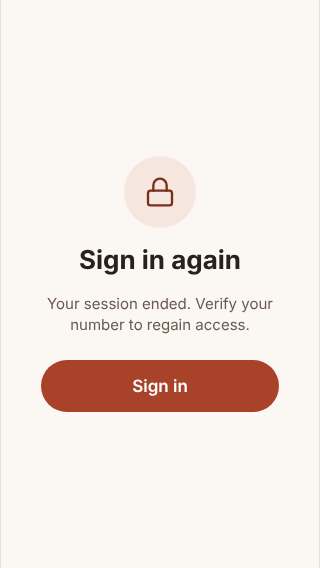 Sign in again
Your session ended. Verify your
number to regain access.
Sign in